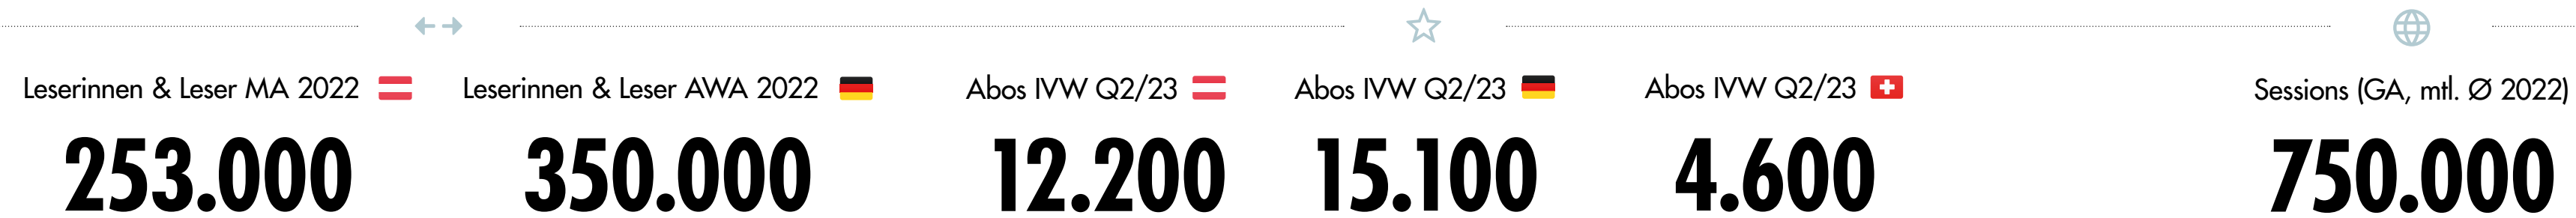 Leserinnen & Leser MA 2022
253.000
Leserinnen & Leser AWA 2022
350.000
Abos IVW Q2/23
12.200
Abos IVW Q2/23
15.100
Abos IVW Q2/23
4.600
Sessions (GA, mtl. Ø 2022)
750.000